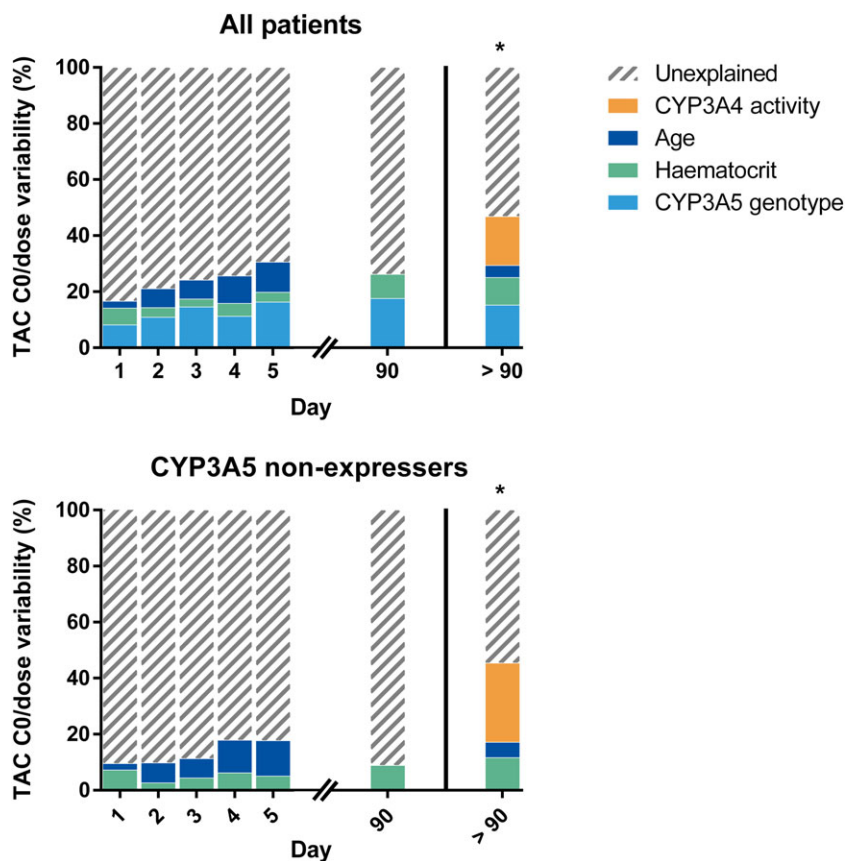 All patients
*
TAC C0/dose variability (%)
100
80
60
40
20
0
1 2 3 4 5 90 > 90
Day
Unexplained
CYP3A4 activity
Age
Haematocrit
CYP3A5 genotype
CYP3A5 non-expressers
*
TAC C0/dose variability (%)
100
80
60
40
20
0
1 2 3 4 5 90 > 90
Day